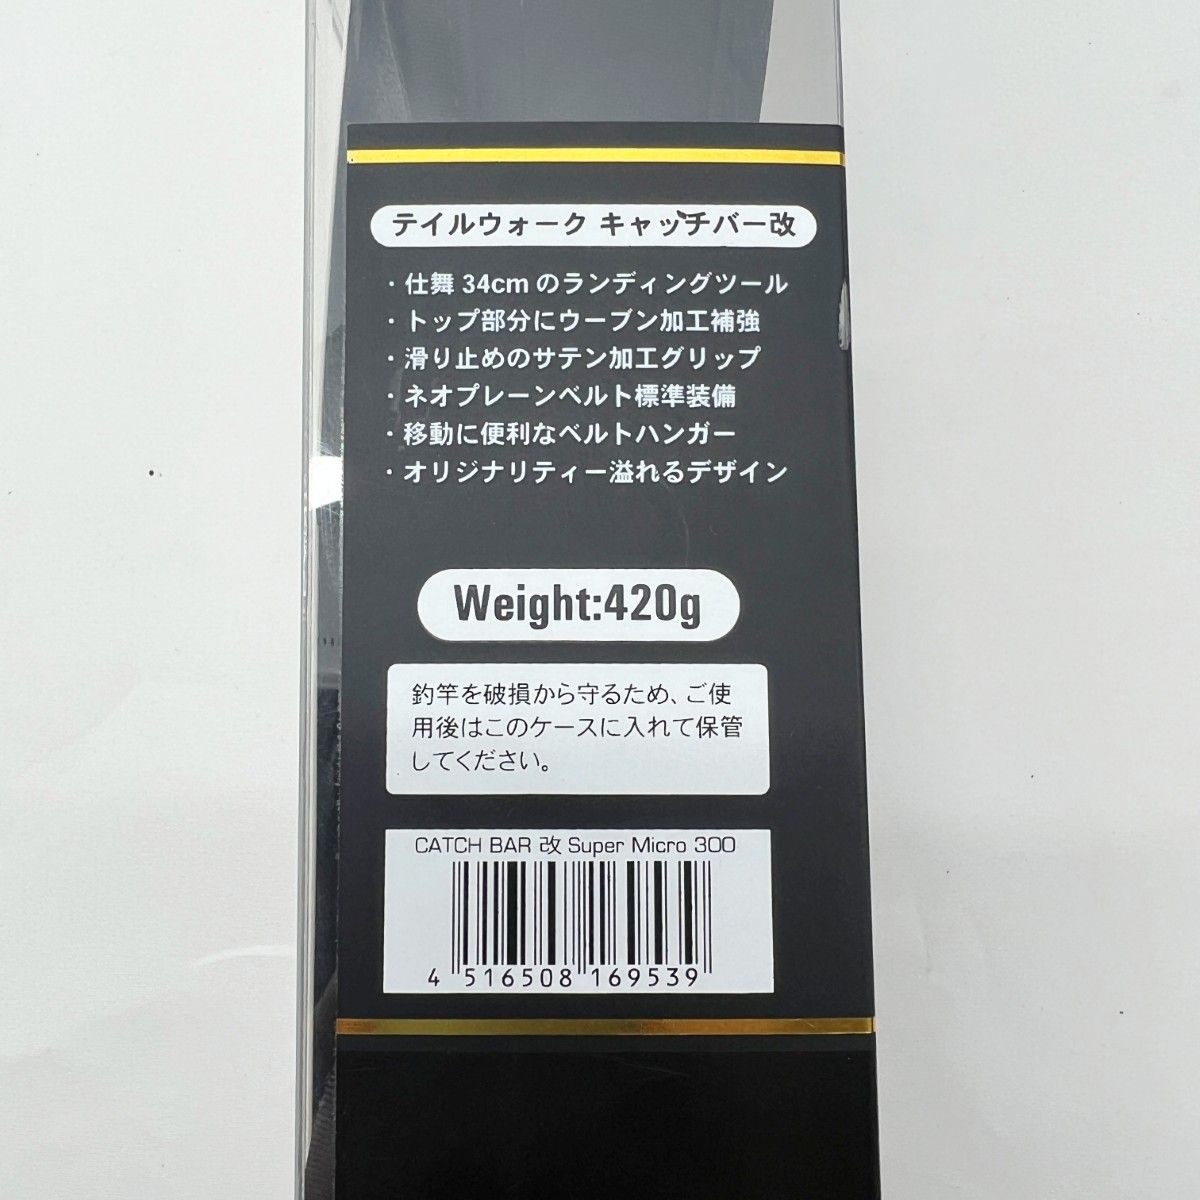 テイルウォーク キャッチバー改
・仕舞 34cm のランディングツール
・トップ部分にウーブン加工補強
・滑り止めのサテン加工グリップ
・ネオプレーンベルト標準装備
・移動に便利なベルトハンガー
・オリジナリティー溢れるデザイン
Weight:420g
釣竿を破損から守るため、ご使
用後はこのケースに入れて保管
してください。
CATCH BAR 改 Super Micro 300
4 516508 169539